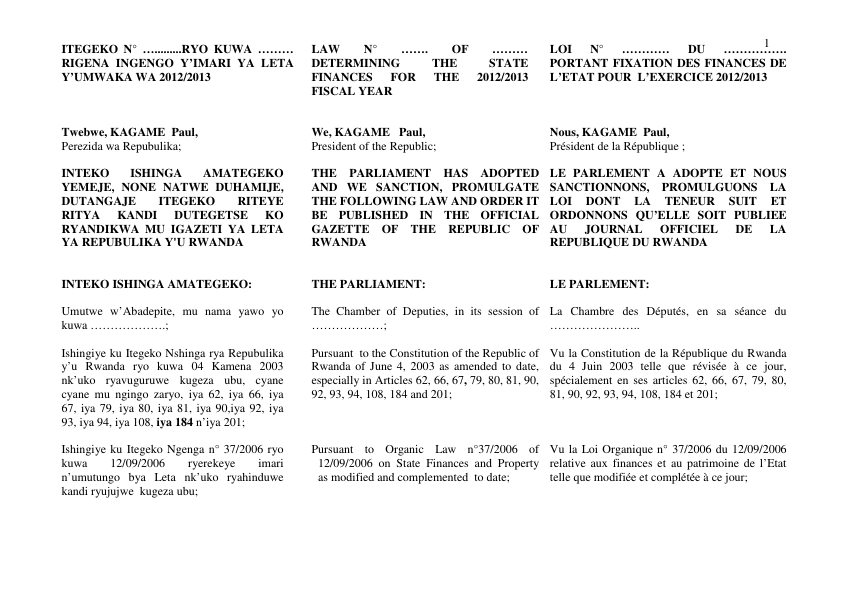 1
ITEGEKO N° ….........RYO KUWA ………
RIGENA INGENGO Y’IMARI YA LETA
Y’UMWAKA WA 2012/2013
Twebwe, KAGAME Paul,
Perezida wa Repubulika;
INTEKO ISHINGA AMATEGEKO
YEMEJE, NONE NATWE DUHAMIJE,
DUTANGAJE ITEGEKO RITEYE
RITYA KANDI DUTEGETSE KO
RYANDIKWA MU IGAZETI YA LETA
YA REPUBULIKA Y’U RWANDA
INTEKO ISHINGA AMATEGEKO:
Umutwe w’Abadepite, mu nama yawo yo
kuwa ……………….;
Ishingiye ku Itegeko Nshinga rya Repubulika
y’u Rwanda ryo kuwa 04 Kamena 2003
nk’uko ryavuguruwe kugeza ubu, cyane
cyane mu ngingo zaryo, iya 62, iya 66, iya
67, iya 79, iya 80, iya 81, iya 90,iya 92, iya
93, iya 94, iya 108, iya 184 n’iya 201;
Ishingiye ku Itegeko Ngenga n° 37/2006 ryo
kuwa 12/09/2006 ryerekeye imari
n’umutungo bya Leta nk’uko ryahinduwe
kandi ryujujwe kugeza ubu;
LAW N° ……. OF ………
DETERMINING THE STATE
FINANCES FOR THE 2012/2013
FISCAL YEAR
We, KAGAME Paul,
President of the Republic;
THE PARLIAMENT HAS ADOPTED
AND WE SANCTION, PROMULGATE
THE FOLLOWING LAW AND ORDER IT
BE PUBLISHED IN THE OFFICIAL
GAZETTE OF THE REPUBLIC OF
RWANDA
THE PARLIAMENT:
The Chamber of Deputies, in its session of
………………;
Pursuant to the Constitution of the Republic of
Rwanda of June 4, 2003 as amended to date,
especially in Articles 62, 66, 67, 79, 80, 81, 90,
92, 93, 94, 108, 184 and 201;
Pursuant to Organic Law n°37/2006 of
12/09/2006 on State Finances and Property
as modified and complemented to date;
LOI N° ………… DU …………….
PORTANT FIXATION DES FINANCES DE
L’ETAT POUR L’EXERCICE 2012/2013
Nous, KAGAME Paul,
Président de la République ;
LE PARLEMENT A ADOPTE ET NOUS
SANCTIONNONS, PROMULGUONS LA
LOI DONT LA TENEUR SUIT ET
ORDONNONS QU’ELLE SOIT PUBLIEE
AU JOURNAL OFFICIEL DE LA
REPUBLIQUE DU RWANDA
LE PARLEMENT:
La Chambre des Députés, en sa séance du
…………………..
Vu la Constitution de la République du Rwanda
du 4 Juin 2003 telle que révisée à ce jour,
spécialement en ses articles 62, 66, 67, 79, 80,
81, 90, 92, 93, 94, 108, 184 et 201;
Vu la Loi Organique n° 37/2006 du 12/09/2006
relative aux finances et au patrimoine de l’Etat
telle que modifiée et complétée à ce jour;